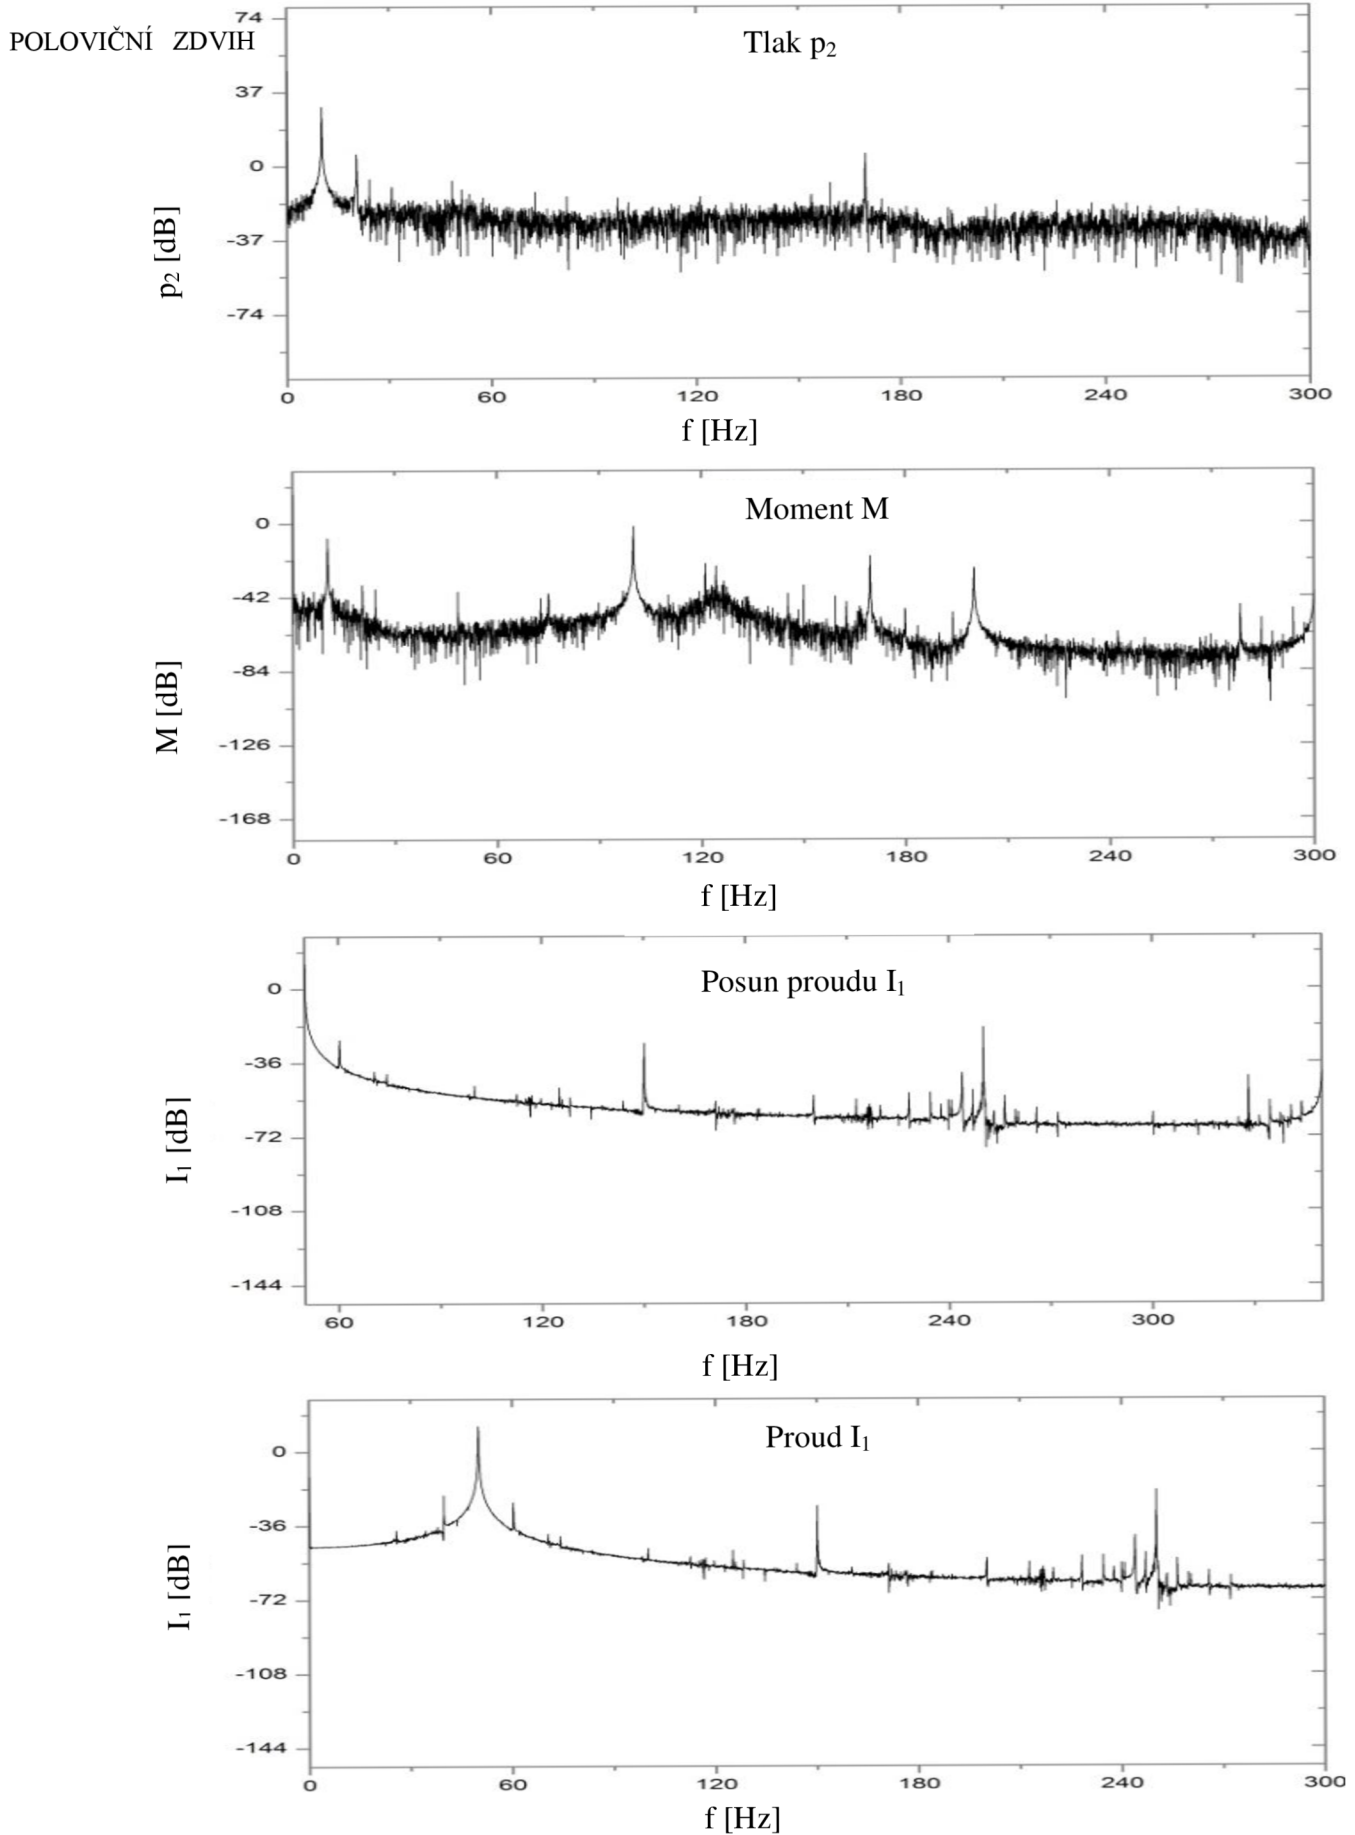 POLOVIČNÍ ZDVIH
Tlak p₂
74
37
0
-37
-74
p₂ [dB]
0 60 120 180 240 300
f [Hz]
Moment M
0
-42
-84
-126
-168
M [dB]
0 60 120 180 240 300
f [Hz]
Posun proudu I₁
0
-36
-72
-108
-144
I₁ [dB]
60 120 180 240 300
f [Hz]
Proud I₁
0
-36
-72
-108
-144
I₁ [dB]
0 60 120 180 240 300
f [Hz]